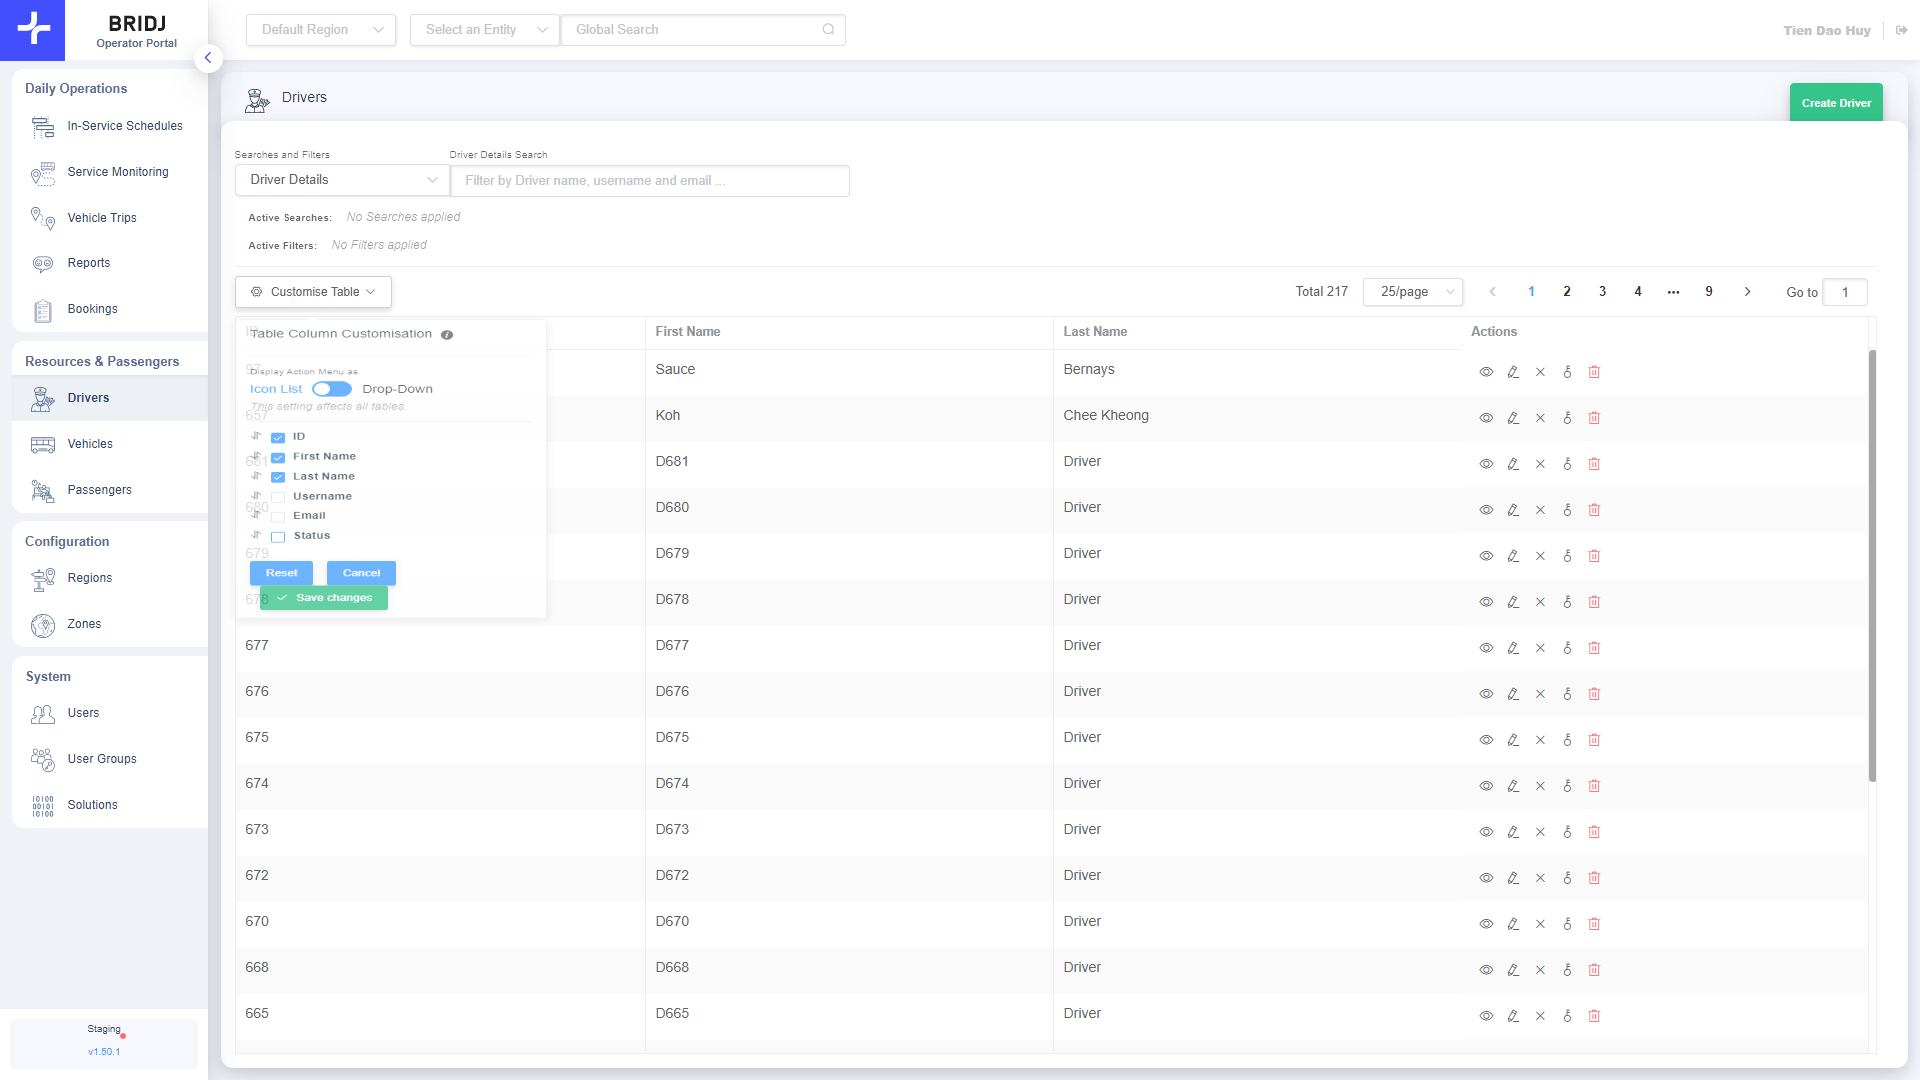 BRIDJ
Operator Portal
Default Region
Select an Entity
Global Search
Tien Dao Huy
Daily Operations
In-Service Schedules
Service Monitoring
Vehicle Trips
Reports
Bookings
Resources & Passengers
Drivers
Vehicles
Passengers
Configuration
Regions
Zones
System
Users
User Groups
Solutions
Staging
v1.50.1
Drivers
Create Driver
Searches and Filters
Driver Details Search
Driver Details
Filter by Driver name, username and email ...
Active Searches: No Searches applied
Active Filters: No Filters applied
Customise Table
Total 217
25/page
1 2 3 4 ••• 9
Go to 1
Table Column Customisation
Display Action Menu as
Icon List Drop-Down
This setting affects all tables.
ID
First Name
Last Name
Username
Email
Status
Reset Cancel
Save changes
First Name Last Name Actions
Sauce Bernays
657 Koh Chee Kheong
681 D681 Driver
680 D680 Driver
679 D679 Driver
678 D678 Driver
677 D677 Driver
676 D676 Driver
675 D675 Driver
674 D674 Driver
673 D673 Driver
672 D672 Driver
670 D670 Driver
668 D668 Driver
665 D665 Driver